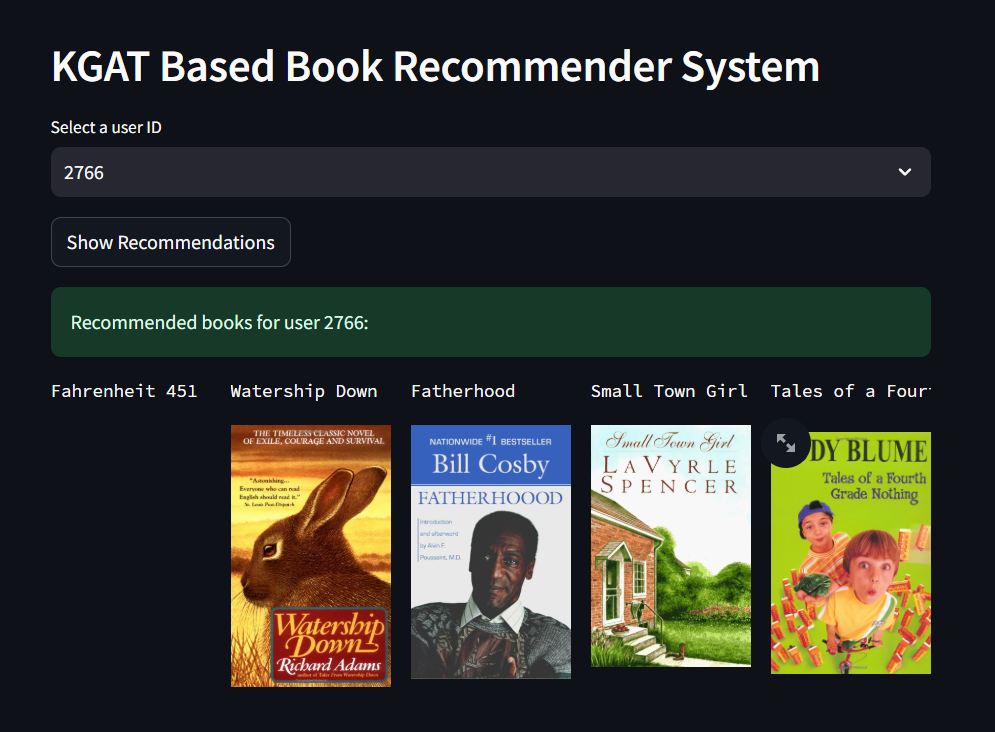 KGAT Based Book Recommender System
Select a user ID
2766
Show Recommendations
Recommended books for user 2766:
Fahrenheit 451
Watership Down
Fatherhood
Small Town Girl
Tales of a Four
THE TIMELESS CLASSIC NOVEL
OF EXILE, COURAGE AND SURVIVAL
"Astonishing...
Everyone who can read
English should read it."
St. Louis Post-Dispatch
Watership
Down
Richard Adams
author of Tales From Watership Down
NATIONWIDE #1 BESTSELLER
Bill Cosby
FATHERHOOOD
Introduction
and afterword
by Alvin F.
Poussaint, M.D.
Small Town Girl
LAVYRLE
SPENCER
DY BLUME
Tales of a Fourth
Grade Nothing